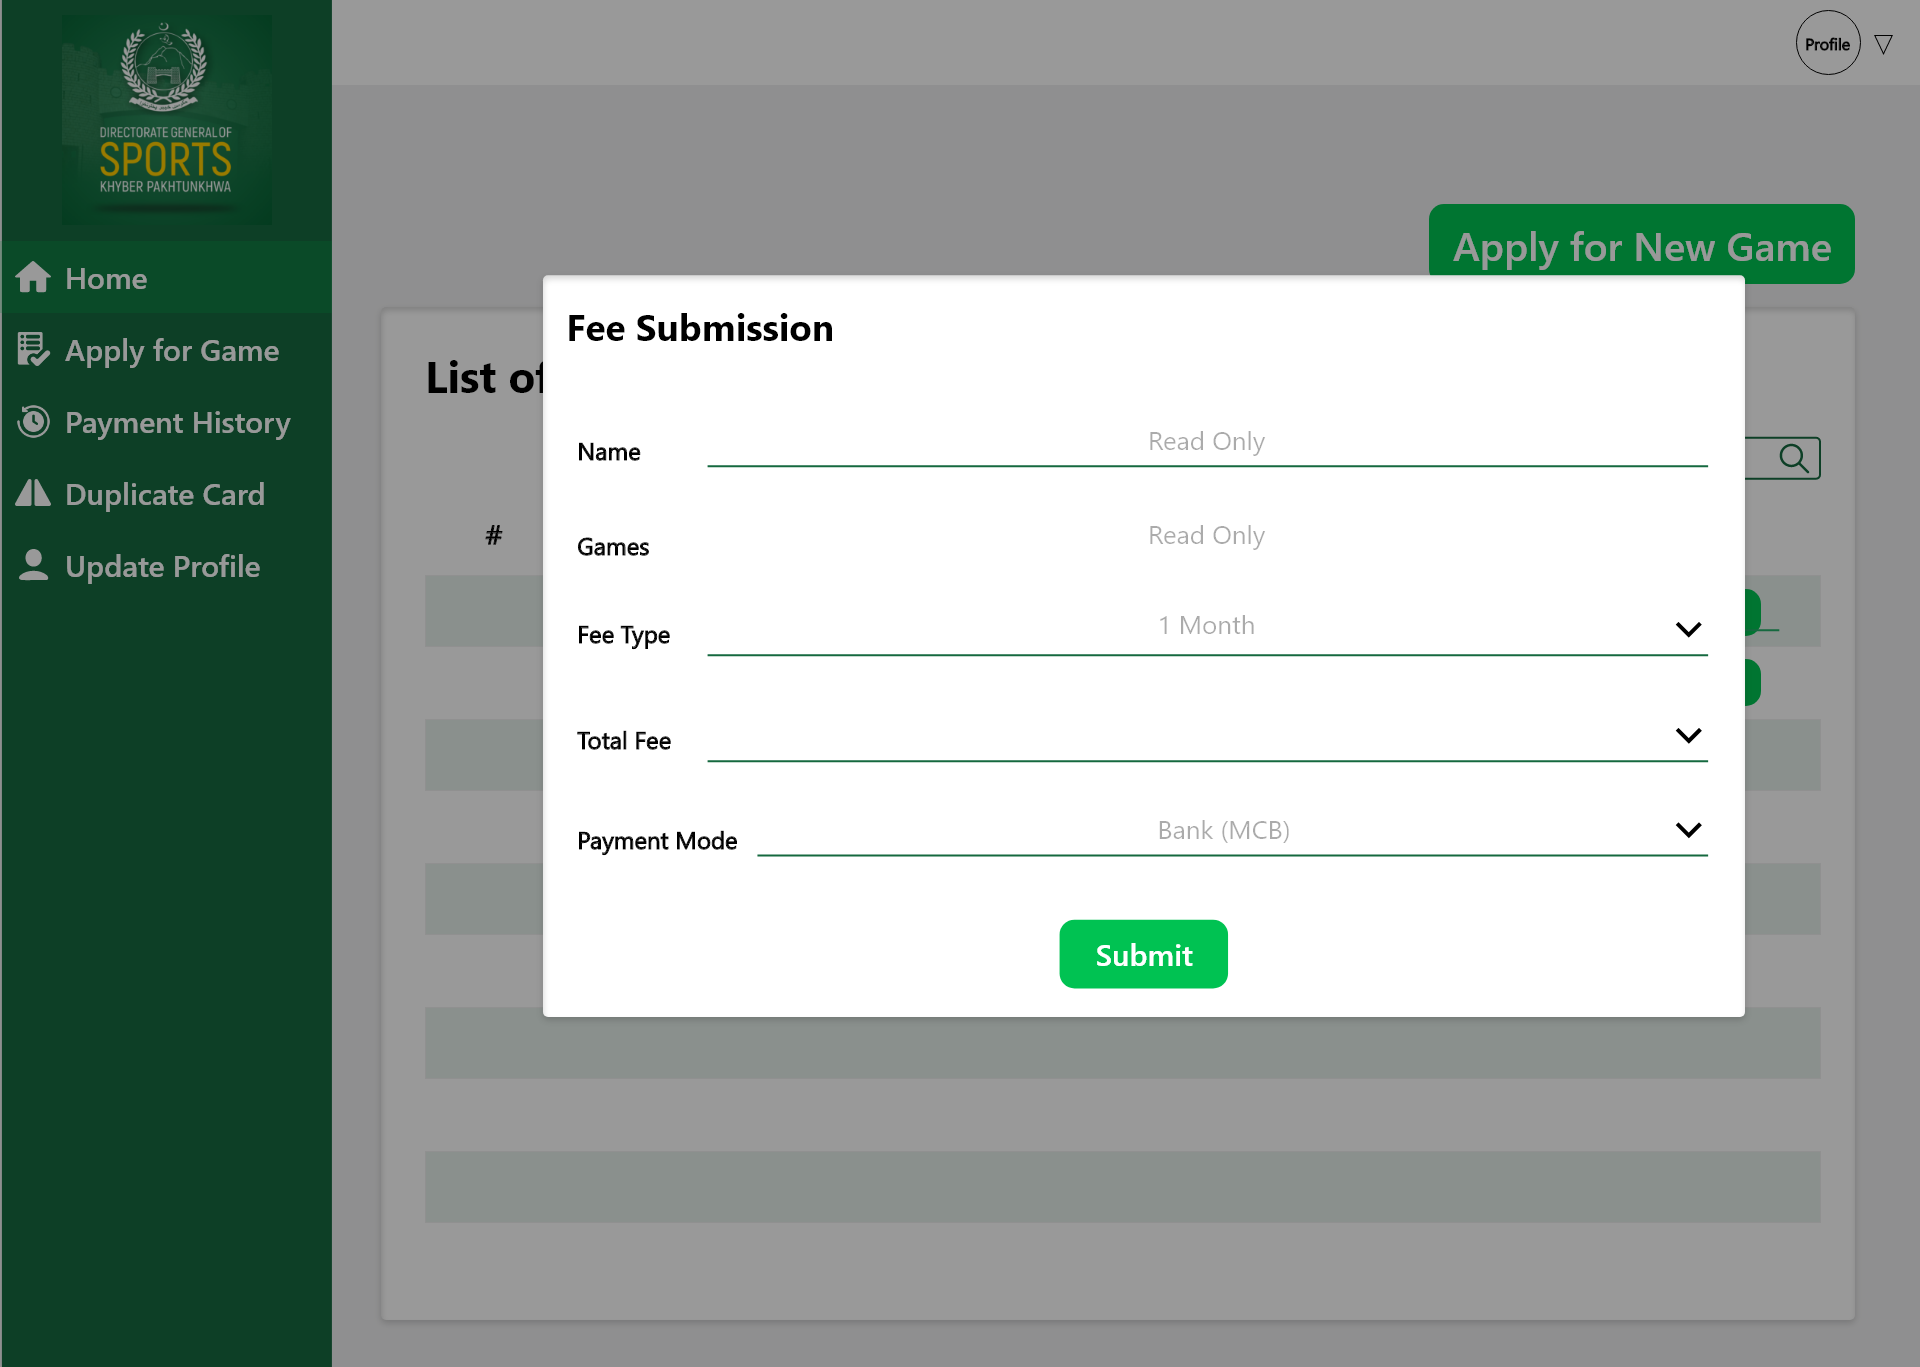 DIRECTORATE GENERAL OF
SPORTS
KHYBER PAKHTUNKHWA
Home
Apply for Game
Payment History
Duplicate Card
Update Profile
Profile
Apply for New Game
List of
#
Fee Submission
Name Read Only
Games Read Only
Fee Type 1 Month
Total Fee
Payment Mode Bank (MCB)
Submit